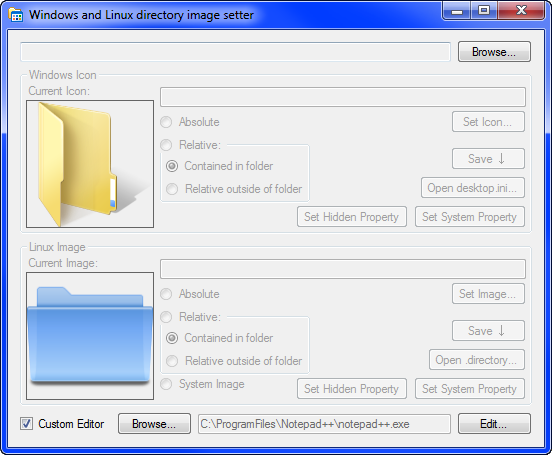 Windows and Linux directory image setter
Browse...
Windows Icon
Current Icon:
Absolute
Set Icon...
Relative:
Contained in folder
Save ↓
Relative outside of folder
Open desktop.ini...
Set Hidden Property
Set System Property
Linux Image
Current Image:
Absolute
Set Image...
Relative:
Contained in folder
Save ↓
Relative outside of folder
Open .directory...
System Image
Set Hidden Property
Set System Property
Custom Editor
Browse...
C:\ProgramFiles\Notepad++\notepad++.exe
Edit...